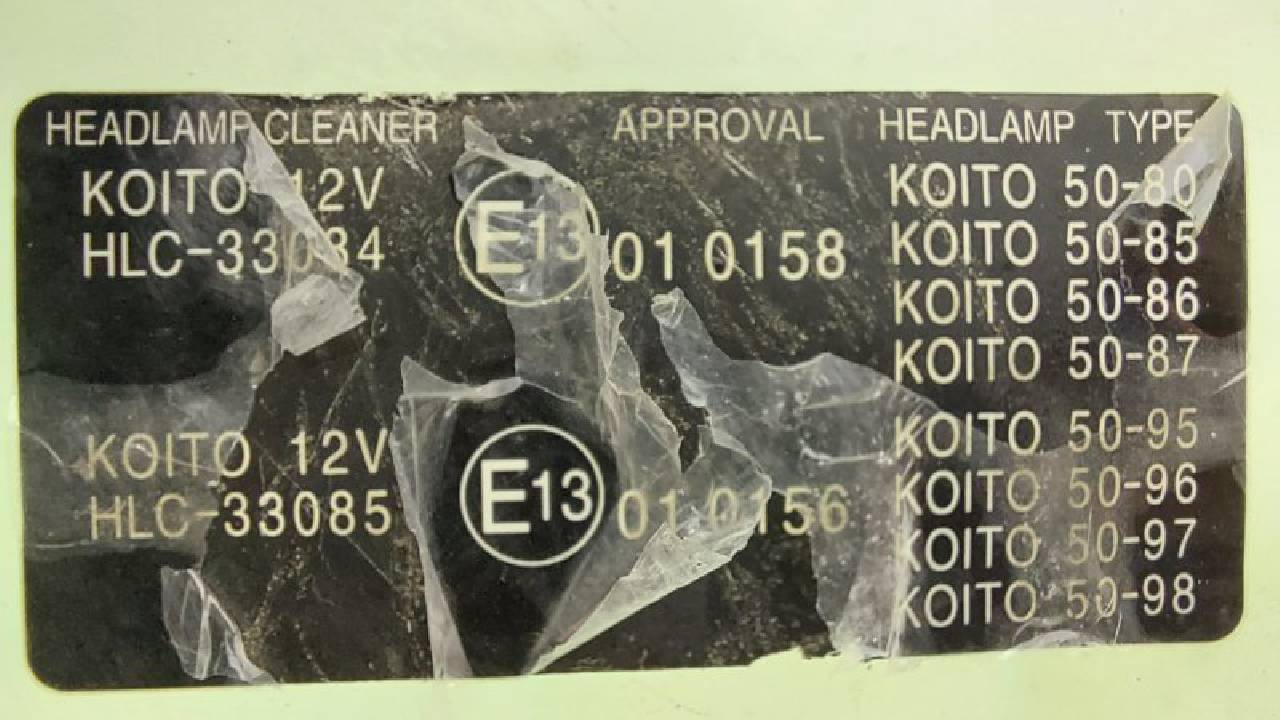 HEADLAMP CLEANER APPROVAL HEADLAMP TYPE
KOITO 12V KOITO 50-80
HLC-33084 E13 01 0158 KOITO 50-85
KOITO 50-86
KOITO 50-87
KOITO 12V KOITO 50-95
HLC-33085 E13 01 0156 KOITO 50-96
KOITO 50-97
KOITO 50-98